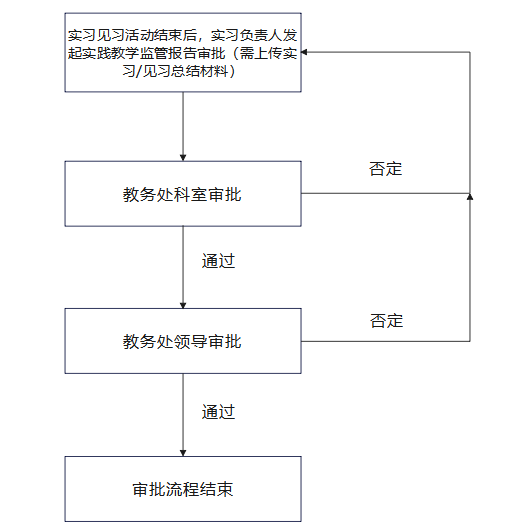 实习见习活动结束后，实习负责人发
起实践教学监管报告审批（需上传实
习/见习总结材料）
教务处科室审批
否定
通过
教务处领导审批
否定
通过
审批流程结束